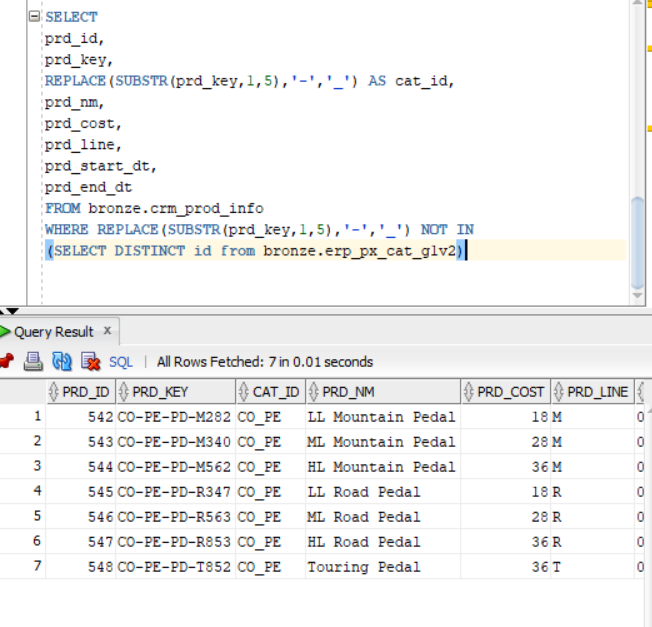 SELECT
prd_id,
prd_key,
REPLACE(SUBSTR(prd_key,1,5),'-','_') AS cat_id,
prd_nm,
prd_cost,
prd_line,
prd_start_dt,
prd_end_dt
FROM bronze.crm_prod_info
WHERE REPLACE(SUBSTR(prd_key,1,5),'-','_') NOT IN
(SELECT DISTINCT id from bronze.erp_px_cat_g1v2)
Query Result x
SQL | All Rows Fetched: 7 in 0.01 seconds
PRD_ID PRD_KEY CAT_ID PRD_NM PRD_COST PRD_LINE
1 542 CO-PE-PD-M282 CO_PE LL Mountain Pedal 18 M 0
2 543 CO-PE-PD-M340 CO_PE ML Mountain Pedal 28 M 0
3 544 CO-PE-PD-M562 CO_PE HL Mountain Pedal 36 M 0
4 545 CO-PE-PD-R347 CO_PE LL Road Pedal 18 R 0
5 546 CO-PE-PD-R563 CO_PE ML Road Pedal 28 R 0
6 547 CO-PE-PD-R853 CO_PE HL Road Pedal 36 R 0
7 548 CO-PE-PD-T852 CO_PE Touring Pedal 36 T 0